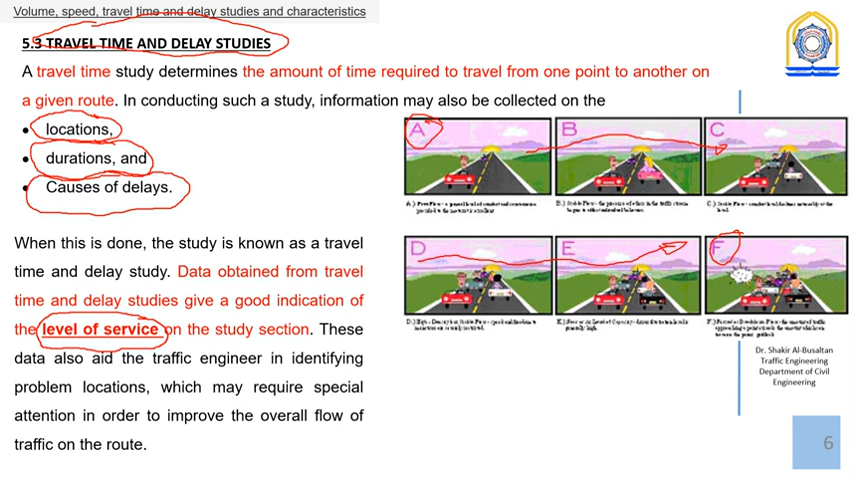 Volume, speed, travel time and delay studies and characteristics
5.3 TRAVEL TIME AND DELAY STUDIES
A travel time study determines the amount of time required to travel from one point to another on
a given route. In conducting such a study, information may also be collected on the
• locations,
• durations, and
• Causes of delays.
When this is done, the study is known as a travel
time and delay study. Data obtained from travel
time and delay studies give a good indication of
the level of service on the study section. These
data also aid the traffic engineer in identifying
problem locations, which may require special
attention in order to improve the overall flow of
traffic on the route.
A
B
C
D
E
F
Dr. Shakir Al-Busaltan
Traffic Engineering
Department of Civil
Engineering
6